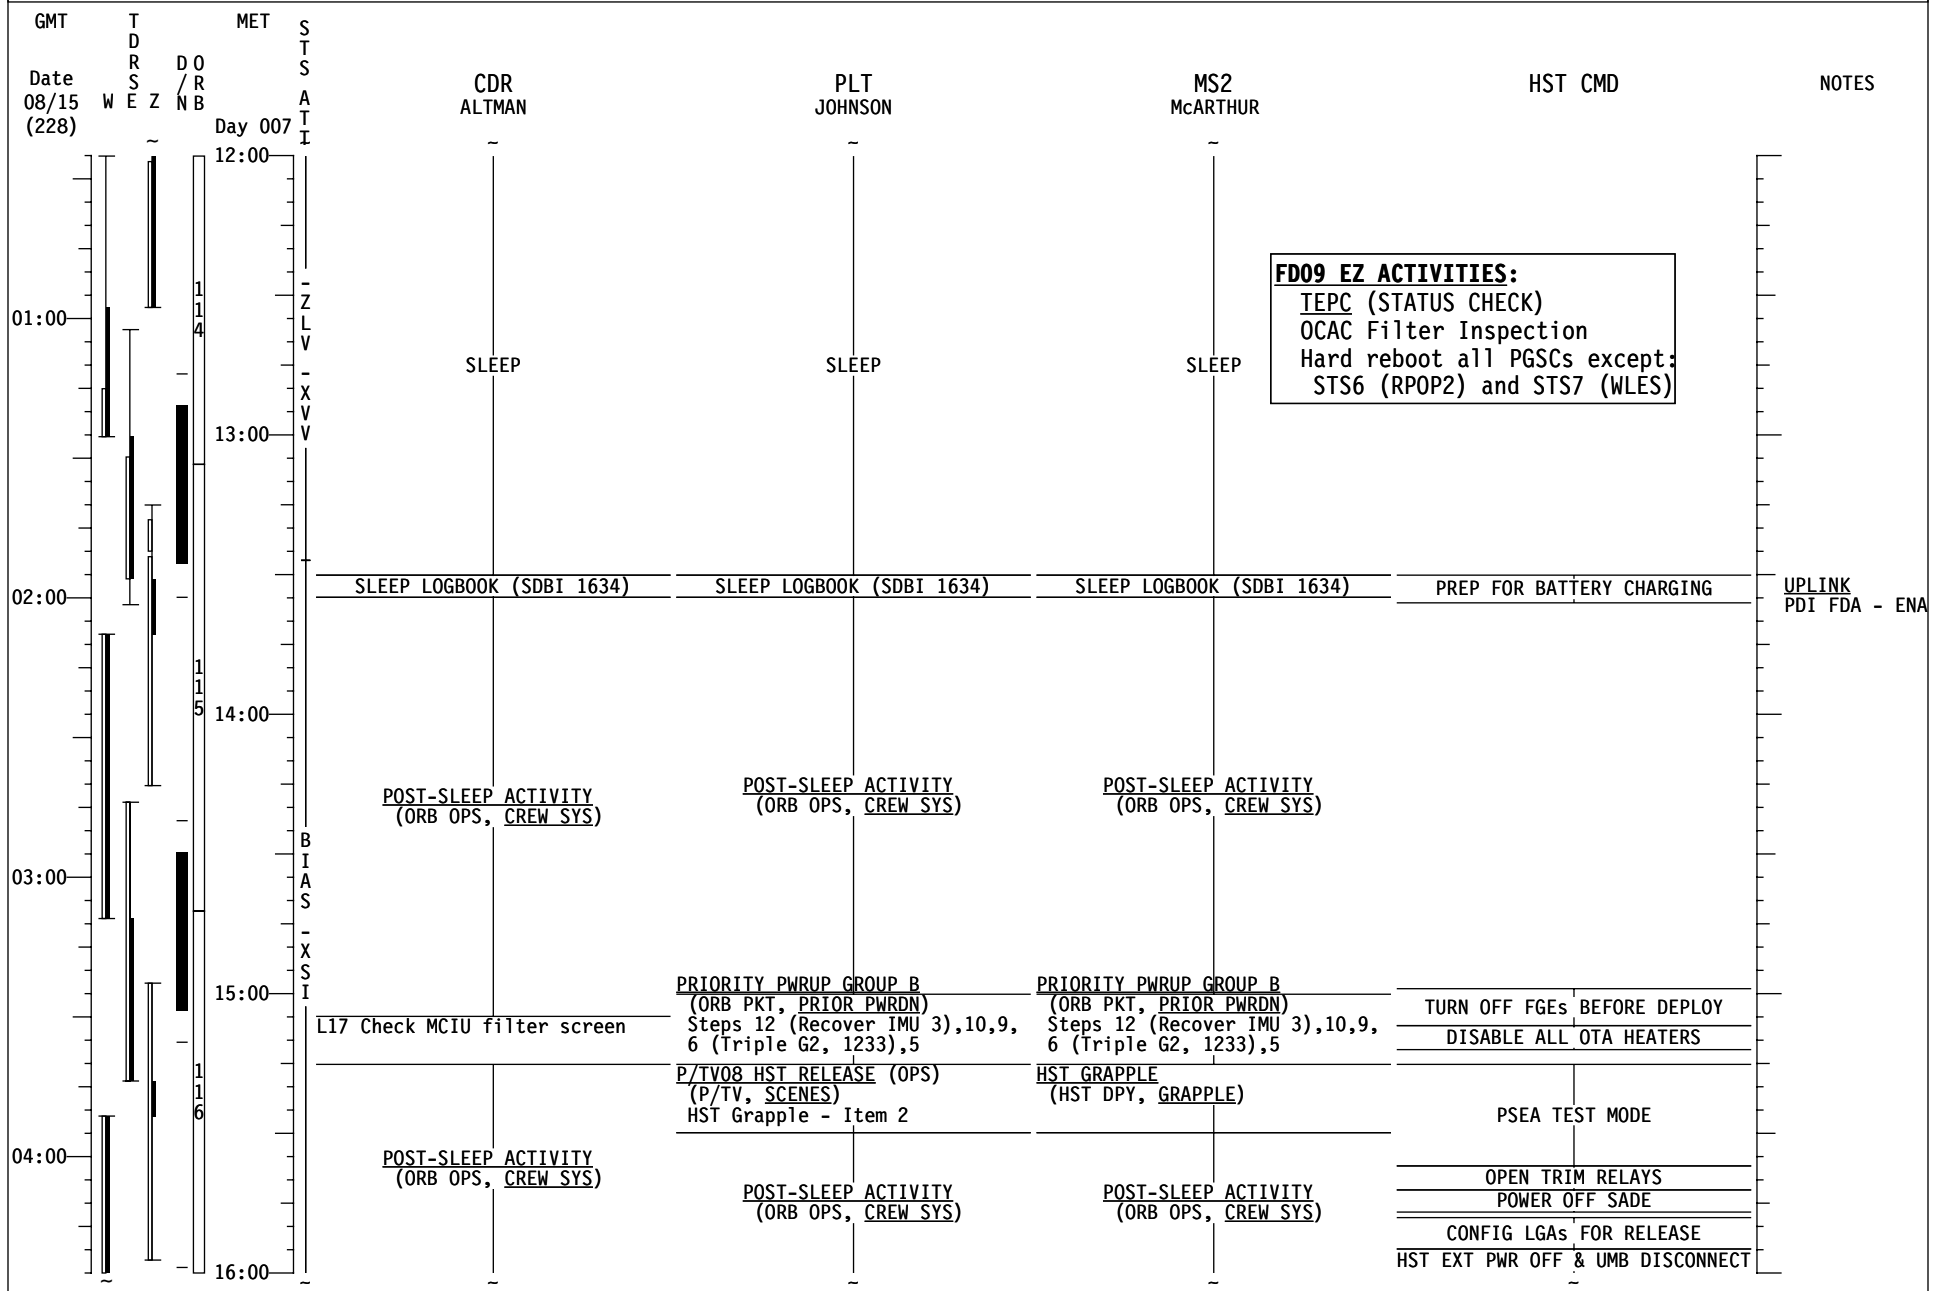 GMT
TDRS
MET
STS ATT
Date
08/15
(228)
W E Z
D/N
ORB
Day 007
CDR
ALTMAN
PLT
JOHNSON
MS2
McARTHUR
HST CMD
NOTES
~
~
~
~
12:00
-ZLV -XVV
114
FD09 EZ ACTIVITIES:
TEPC (STATUS CHECK)
OCAC Filter Inspection
Hard reboot all PGSCs except:
STS6 (RPOP2) and STS7 (WLES)
01:00
SLEEP
SLEEP
SLEEP
13:00
SLEEP LOGBOOK (SDBI 1634)
SLEEP LOGBOOK (SDBI 1634)
SLEEP LOGBOOK (SDBI 1634)
PREP FOR BATTERY CHARGING
UPLINK
PDI FDA - ENA
02:00
115
14:00
POST-SLEEP ACTIVITY
(ORB OPS, CREW SYS)
POST-SLEEP ACTIVITY
(ORB OPS, CREW SYS)
POST-SLEEP ACTIVITY
(ORB OPS, CREW SYS)
BIAS -XSI
03:00
15:00
L17 Check MCIU filter screen
PRIORITY PWRUP GROUP B
(ORB PKT, PRIOR PWRDN)
Steps 12 (Recover IMU 3),10,9,
6 (Triple G2, 1233),5
PRIORITY PWRUP GROUP B
(ORB PKT, PRIOR PWRDN)
Steps 12 (Recover IMU 3),10,9,
6 (Triple G2, 1233),5
TURN OFF FGEs BEFORE DEPLOY
DISABLE ALL OTA HEATERS
116
P/TV08 HST RELEASE (OPS)
(P/TV, SCENES)
HST Grapple - Item 2
HST GRAPPLE
(HST DPY, GRAPPLE)
PSEA TEST MODE
04:00
POST-SLEEP ACTIVITY
(ORB OPS, CREW SYS)
POST-SLEEP ACTIVITY
(ORB OPS, CREW SYS)
POST-SLEEP ACTIVITY
(ORB OPS, CREW SYS)
OPEN TRIM RELAYS
POWER OFF SADE
CONFIG LGAs FOR RELEASE
HST EXT PWR OFF & UMB DISCONNECT
16:00
~
~
~
~
~
~